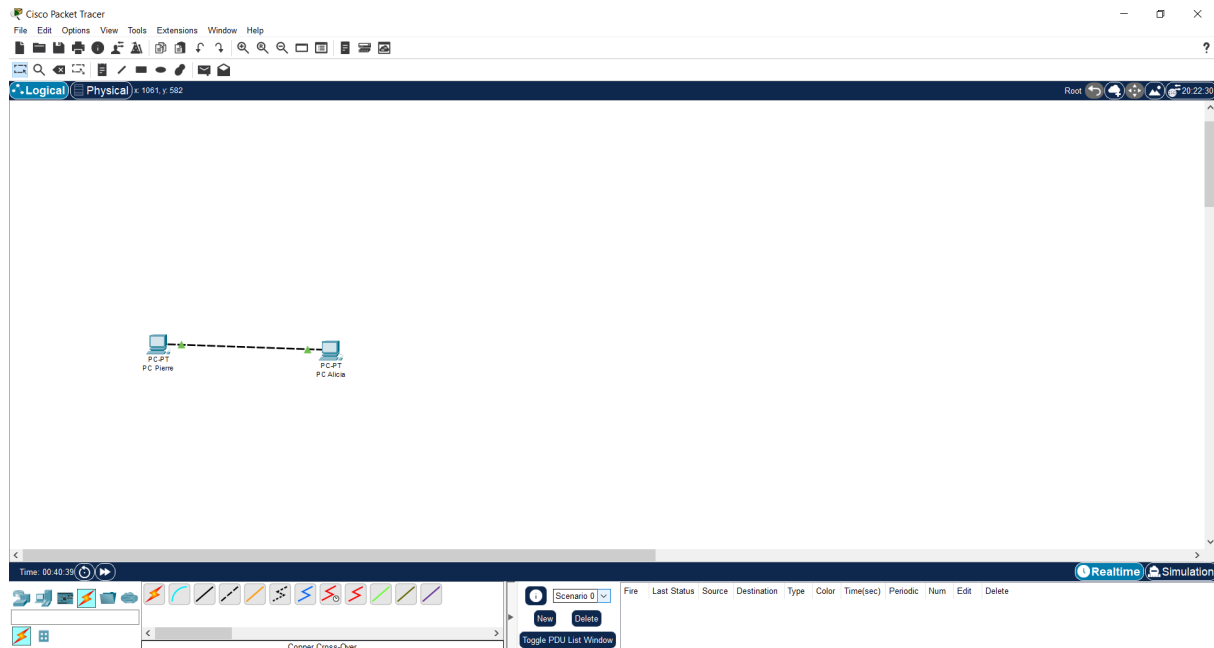 Cisco Packet Tracer
File Edit Options View Tools Extensions Window Help
?
Logical Physical x: 1061, y: 582 Root 20:22:30
PC-PT
PC Pierre
PC-PT
PC Alicia
Time: 00:40:39 Realtime Simulation
Scenario 0 Fire Last Status Source Destination Type Color Time(sec) Periodic Num Edit Delete
New Delete
Toggle PDU List Window
Copper Cross-Over